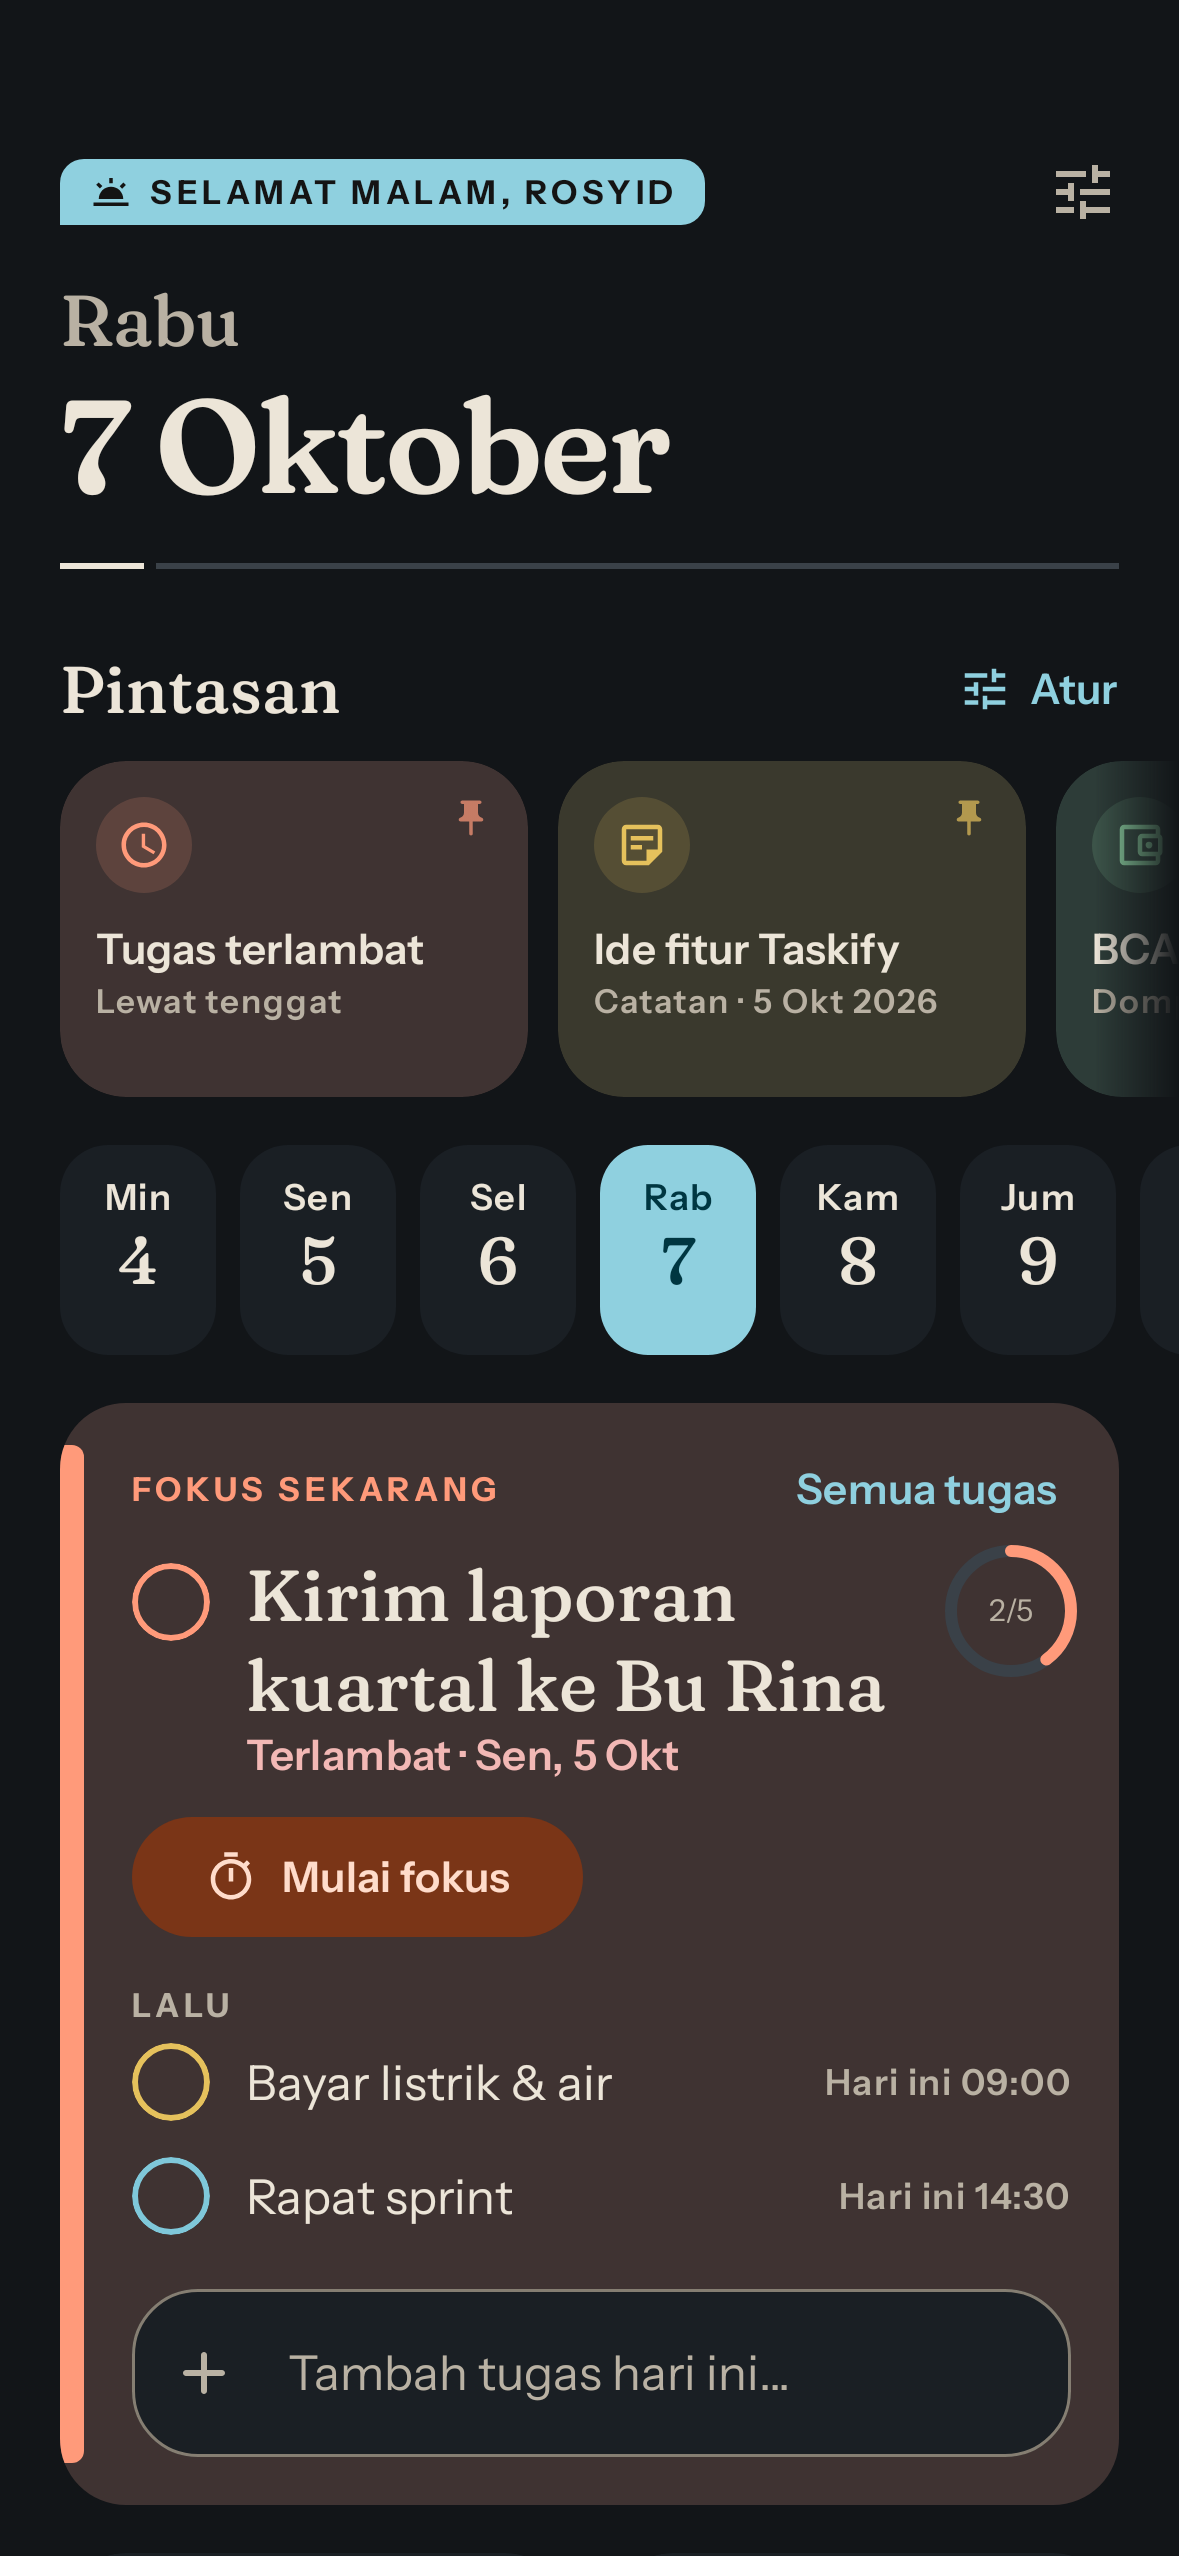 SELAMAT MALAM, ROSYID
Rabu
7 Oktober
Pintasan
Atur
Tugas terlambat
Lewat tenggat
Ide fitur Taskify
Catatan · 5 Okt 2026
BCA
Dom
Min
4
Sen
5
Sel
6
Rab
7
Kam
8
Jum
9
FOKUS SEKARANG
Semua tugas
Kirim laporan
kuartal ke Bu Rina
2/5
Terlambat · Sen, 5 Okt
Mulai fokus
LALU
Bayar listrik & air
Hari ini 09:00
Rapat sprint
Hari ini 14:30
Tambah tugas hari ini...